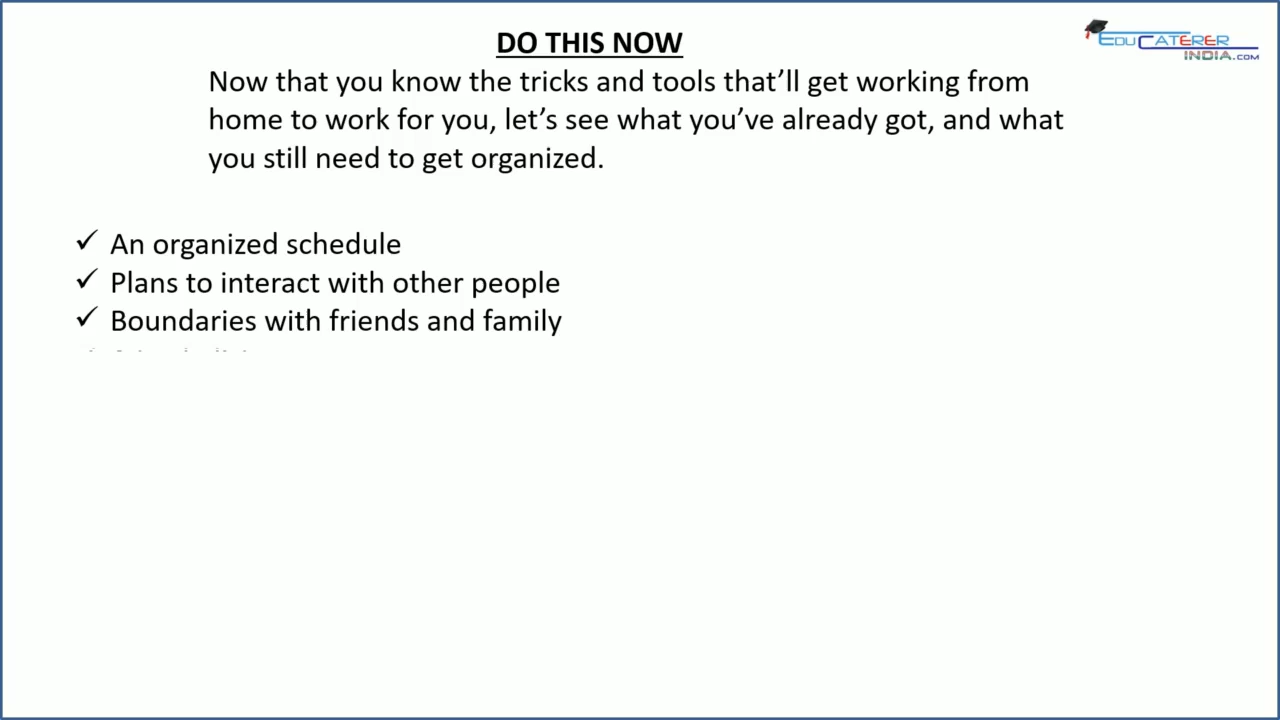 DO THIS NOW
EDUCATERER
INDIA.COM
Now that you know the tricks and tools that’ll get working from
home to work for you, let’s see what you’ve already got, and what
you still need to get organized.
✓ An organized schedule
✓ Plans to interact with other people
✓ Boundaries with friends and family